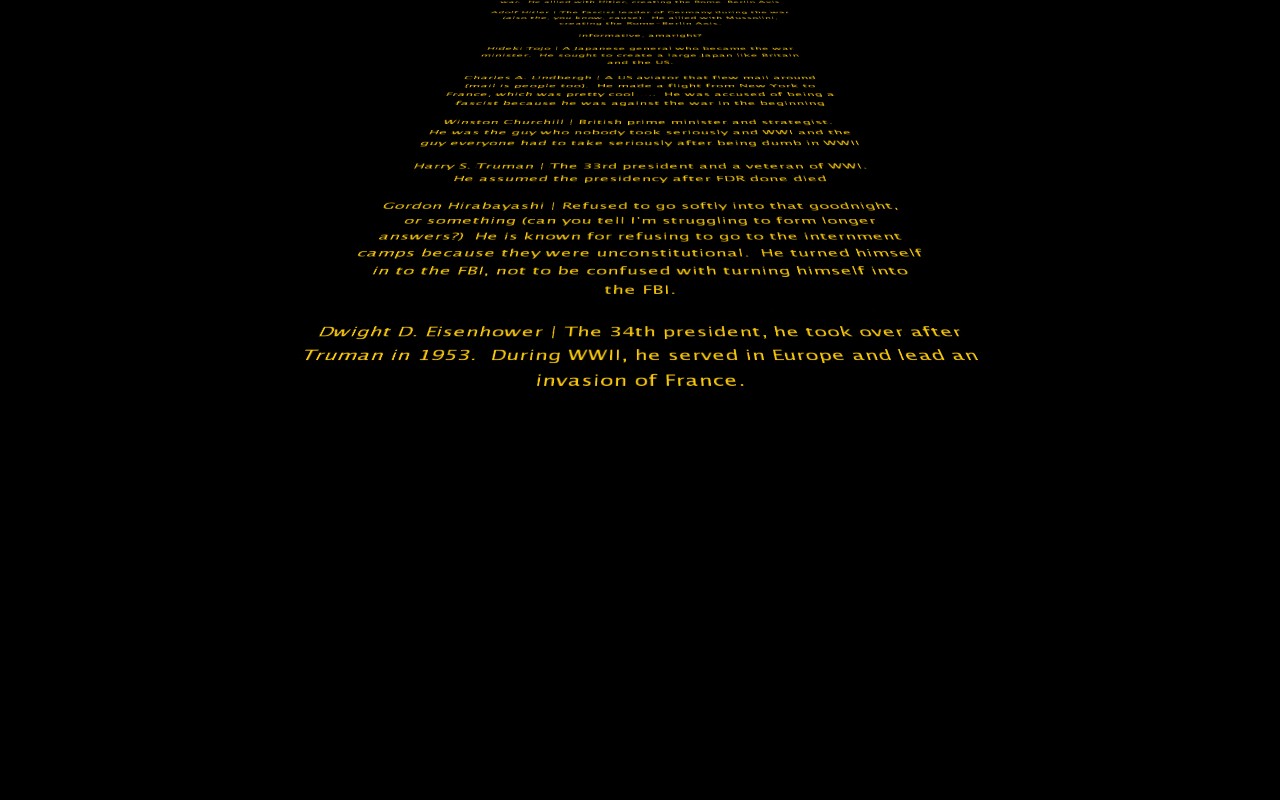 war. He allied with Hitler, creating the Rome-Berlin Axis.
Adolf Hitler | The fascist leader of Germany during the war
(also the, you know, cause). He allied with Mussolini,
creating the Rome-Berlin Axis.
informative, amaright?
Hideki Tojo | A Japanese general who became the war
minister. He sought to create a large Japan like Britain
and the US.
Charles A. Lindbergh | A US aviator that flew mail around
(mail is people too). He made a flight from New York to
France, which was pretty cool ... He was accused of being a
fascist because he was against the war in the beginning
Winston Churchill | British prime minister and strategist.
He was the guy who nobody took seriously and WWI and the
guy everyone had to take seriously after being dumb in WWII
Harry S. Truman | The 33rd president and a veteran of WWI.
He assumed the presidency after FDR done died
Gordon Hirabayashi | Refused to go softly into that goodnight,
or something (can you tell I'm struggling to form longer
answers?) He is known for refusing to go to the internment
camps because they were unconstitutional. He turned himself
in to the FBI, not to be confused with turning himself into
the FBI.
Dwight D. Eisenhower | The 34th president, he took over after
Truman in 1953. During WWII, he served in Europe and lead an
invasion of France.